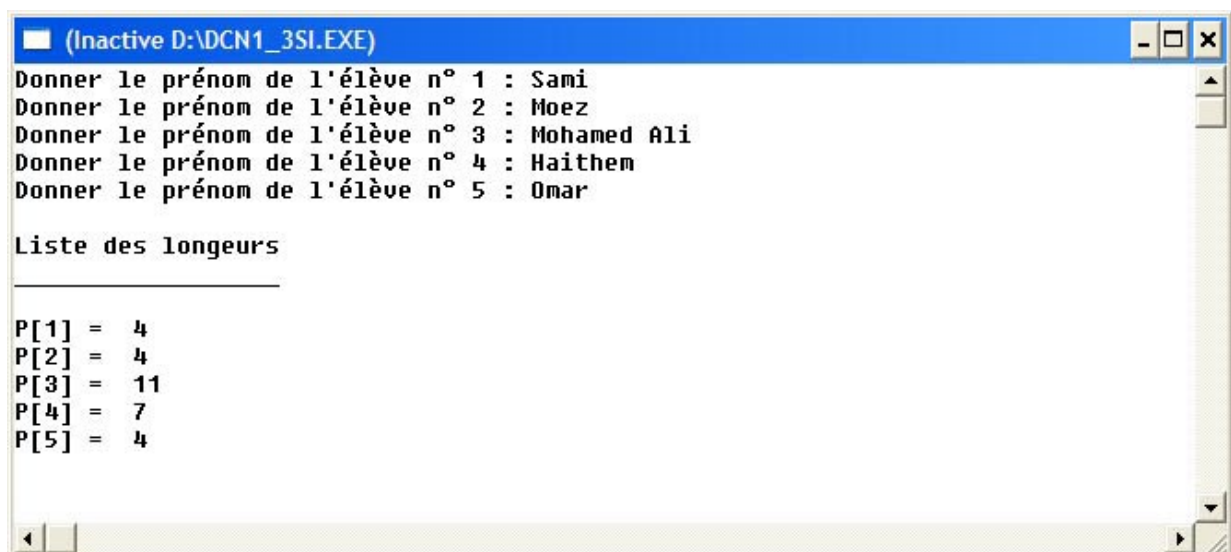 (Inactive D:\DCN1_3SI.EXE)
Donner le prénom de l'élève n° 1 : Sami
Donner le prénom de l'élève n° 2 : Moez
Donner le prénom de l'élève n° 3 : Mohamed Ali
Donner le prénom de l'élève n° 4 : Haithem
Donner le prénom de l'élève n° 5 : Omar
Liste des longeurs
P[1] = 4
P[2] = 4
P[3] = 11
P[4] = 7
P[5] = 4